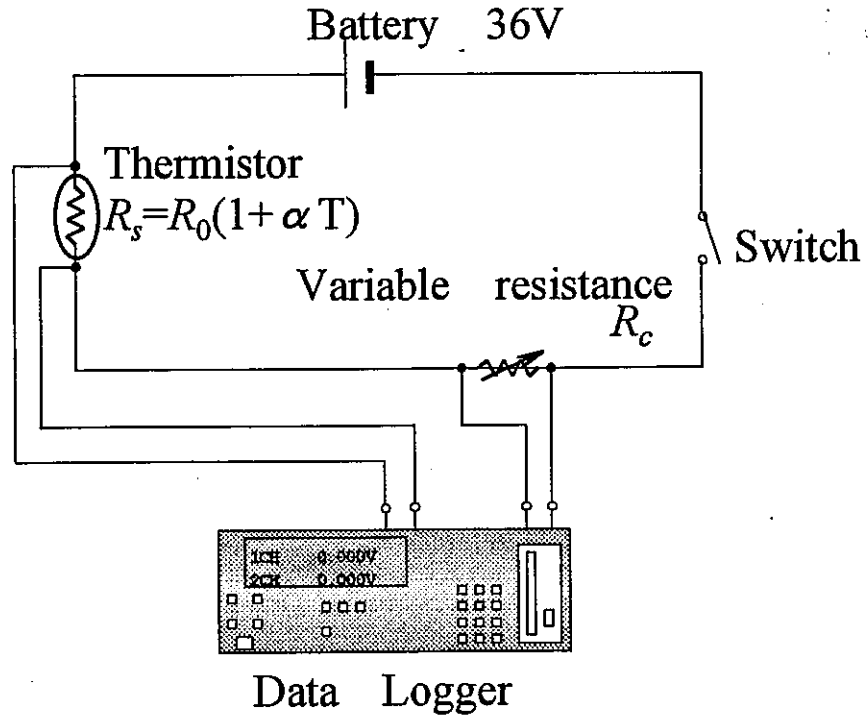 Battery 36V
Thermistor
Rs=R0(1+αT)
Switch
Variable resistance
Rc
1CH 0.000V
2CH 0.000V
Data Logger